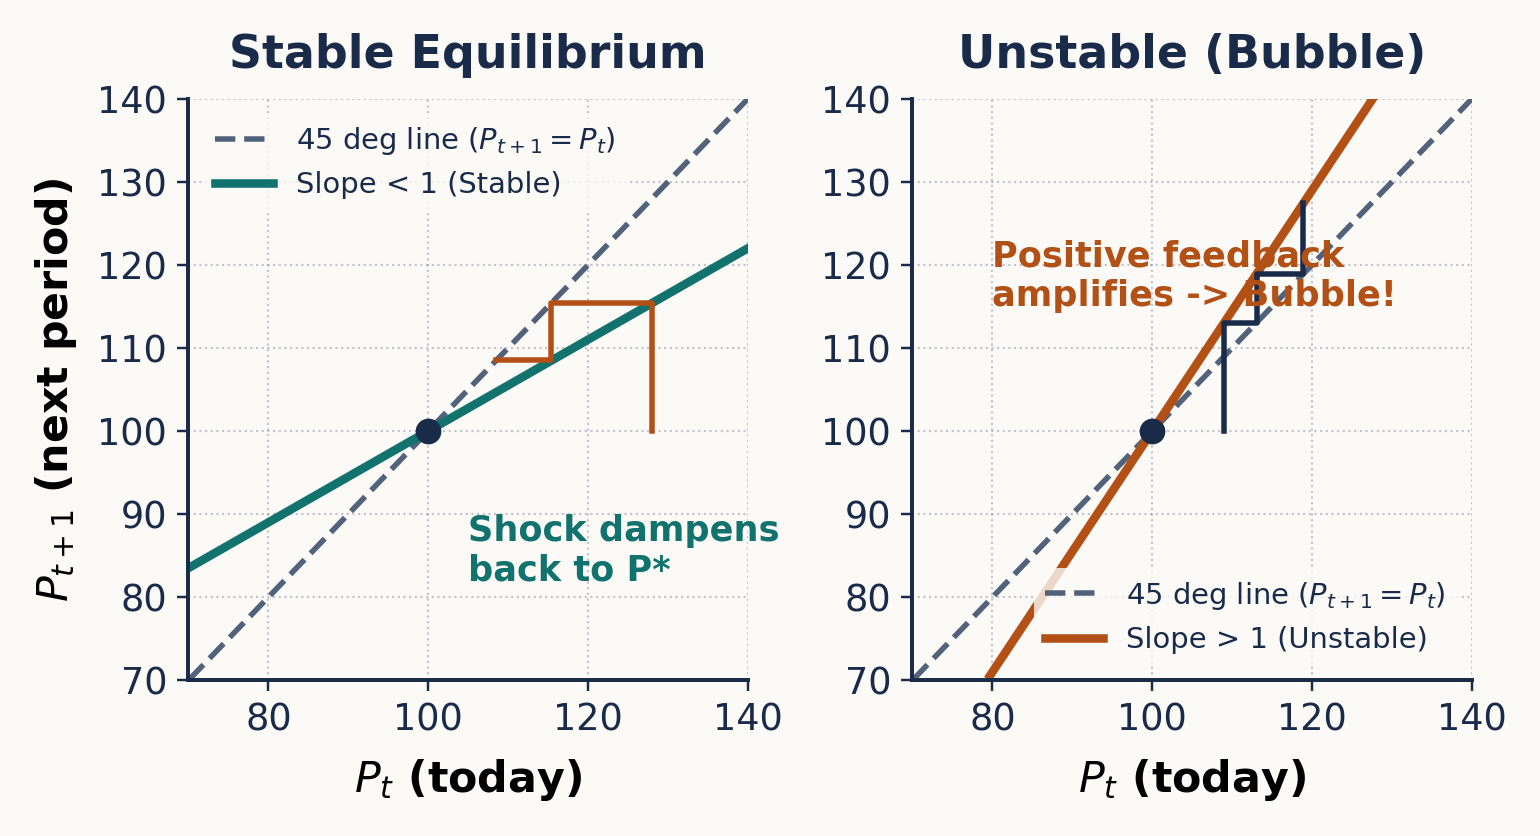 Stable Equilibrium
140
130
120
110
100
90
80
70
80
100
120
140
P_{t+1} (next period)
P_t (today)
45 deg line (P_{t+1} = P_t)
Slope < 1 (Stable)
Shock dampens
back to P*
Unstable (Bubble)
140
130
120
110
100
90
80
70
80
100
120
140
P_t (today)
Positive feedback
amplifies -> Bubble!
45 deg line (P_{t+1} = P_t)
Slope > 1 (Unstable)